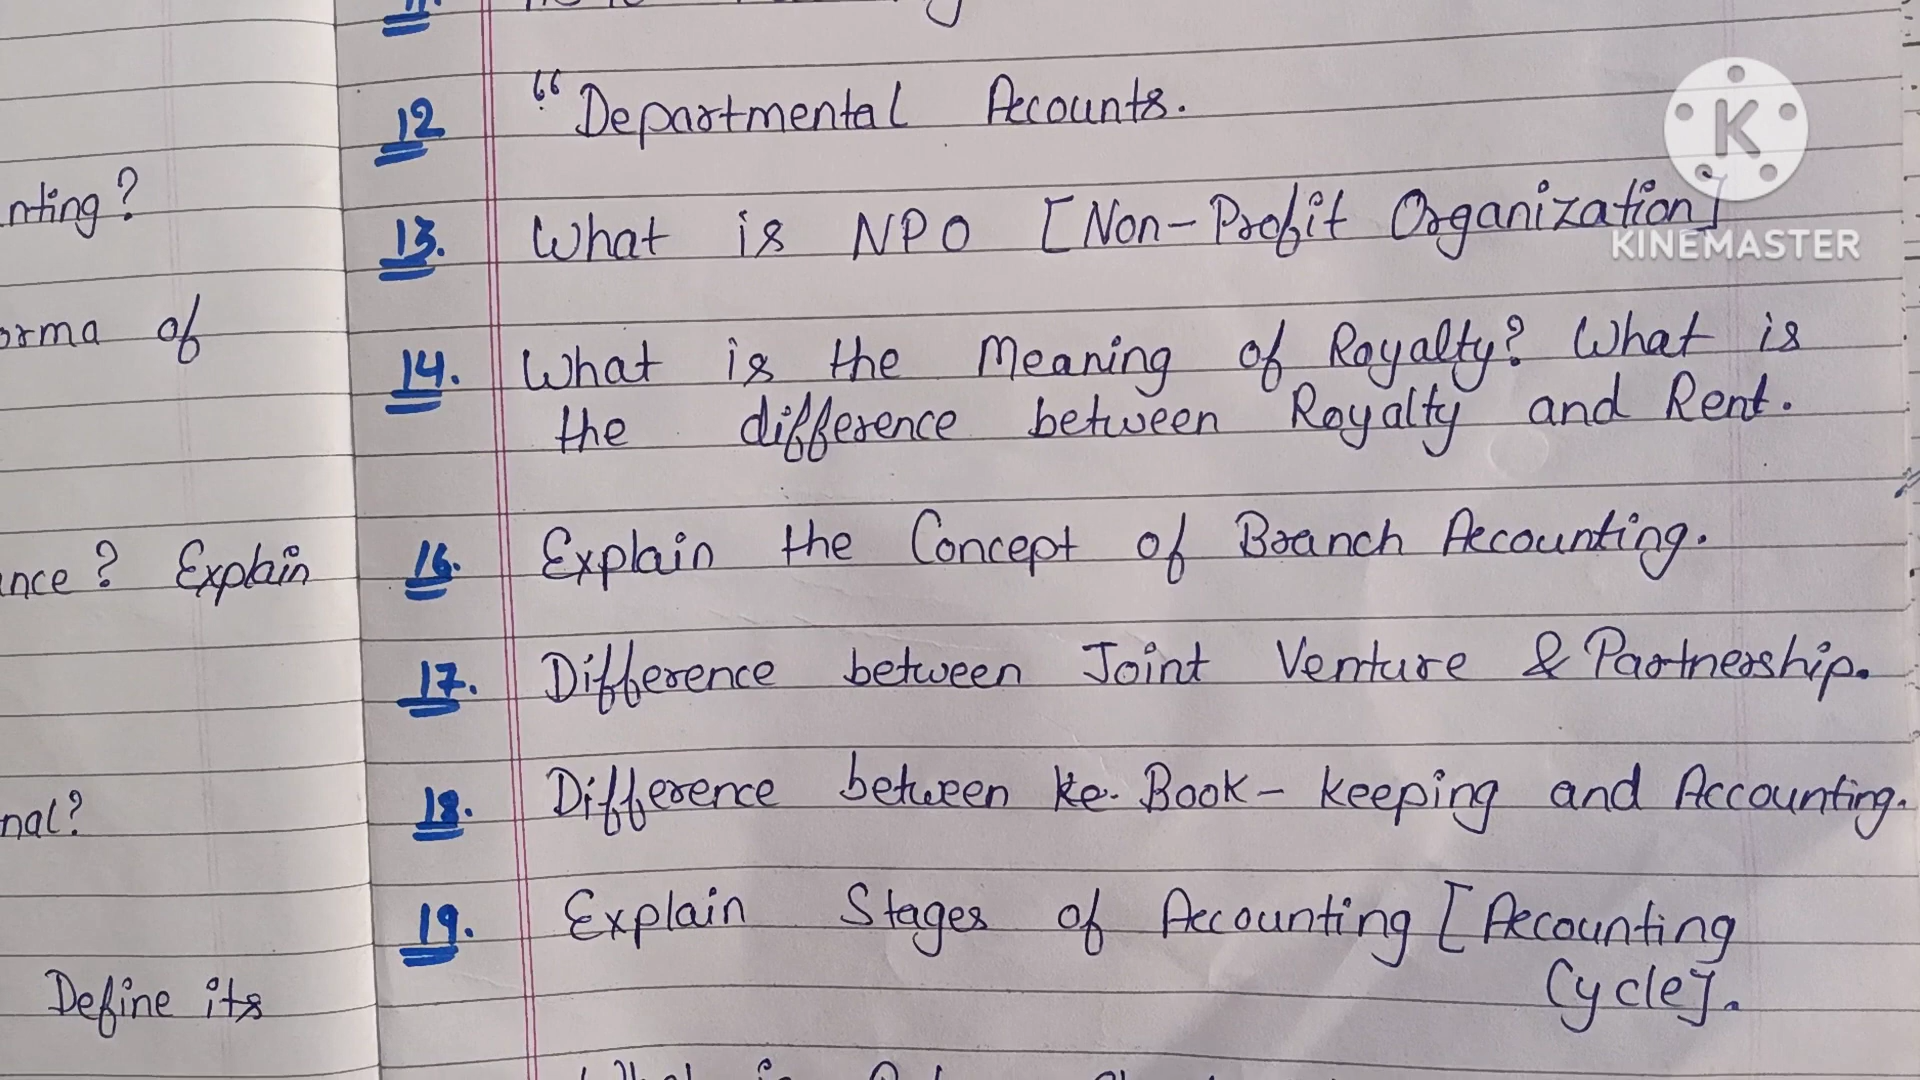 nting?
orma of
nce? Explain
nal?
Define its
12 “Departmental Accounts.
13. What is NPO [Non-Profit Organization]
14. What is the Meaning of Royalty? What is
the difference between Royalty and Rent.
16. Explain the Concept of Branch Accounting.
17. Difference between Joint Venture & Partnership.
18. Difference between Ke. Book-keeping and Accounting.
19. Explain Stages of Accounting [Accounting
Cycle].
K
KINEMASTER